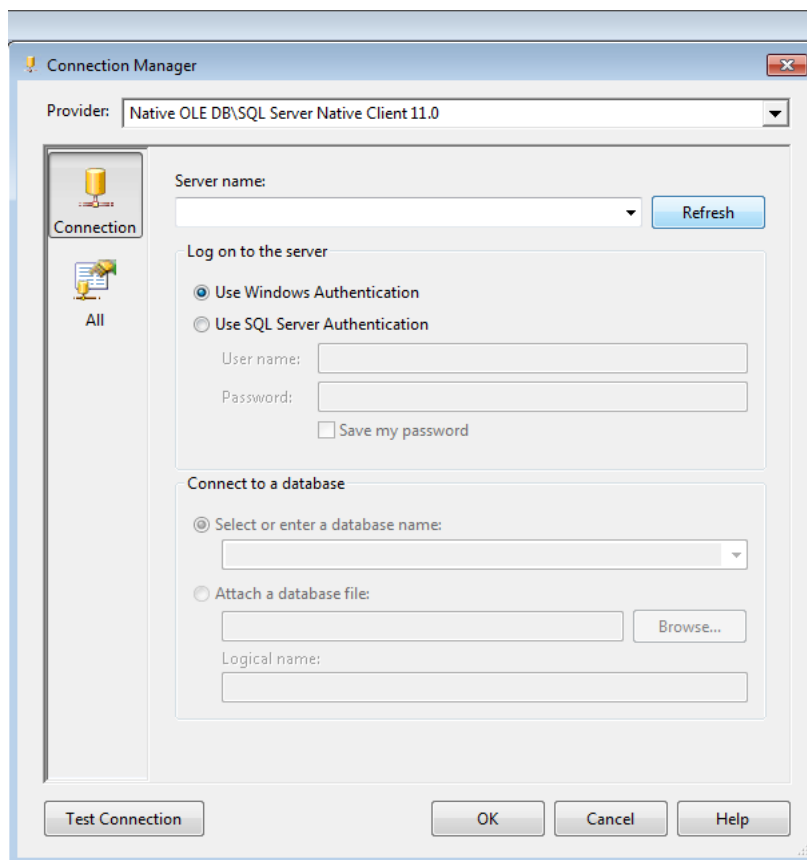 Connection Manager
Provider: Native OLE DB\SQL Server Native Client 11.0
Connection
All
Server name:
Refresh
Log on to the server
Use Windows Authentication
Use SQL Server Authentication
User name:
Password:
Save my password
Connect to a database
Select or enter a database name:
Attach a database file:
Browse...
Logical name:
Test Connection OK Cancel Help